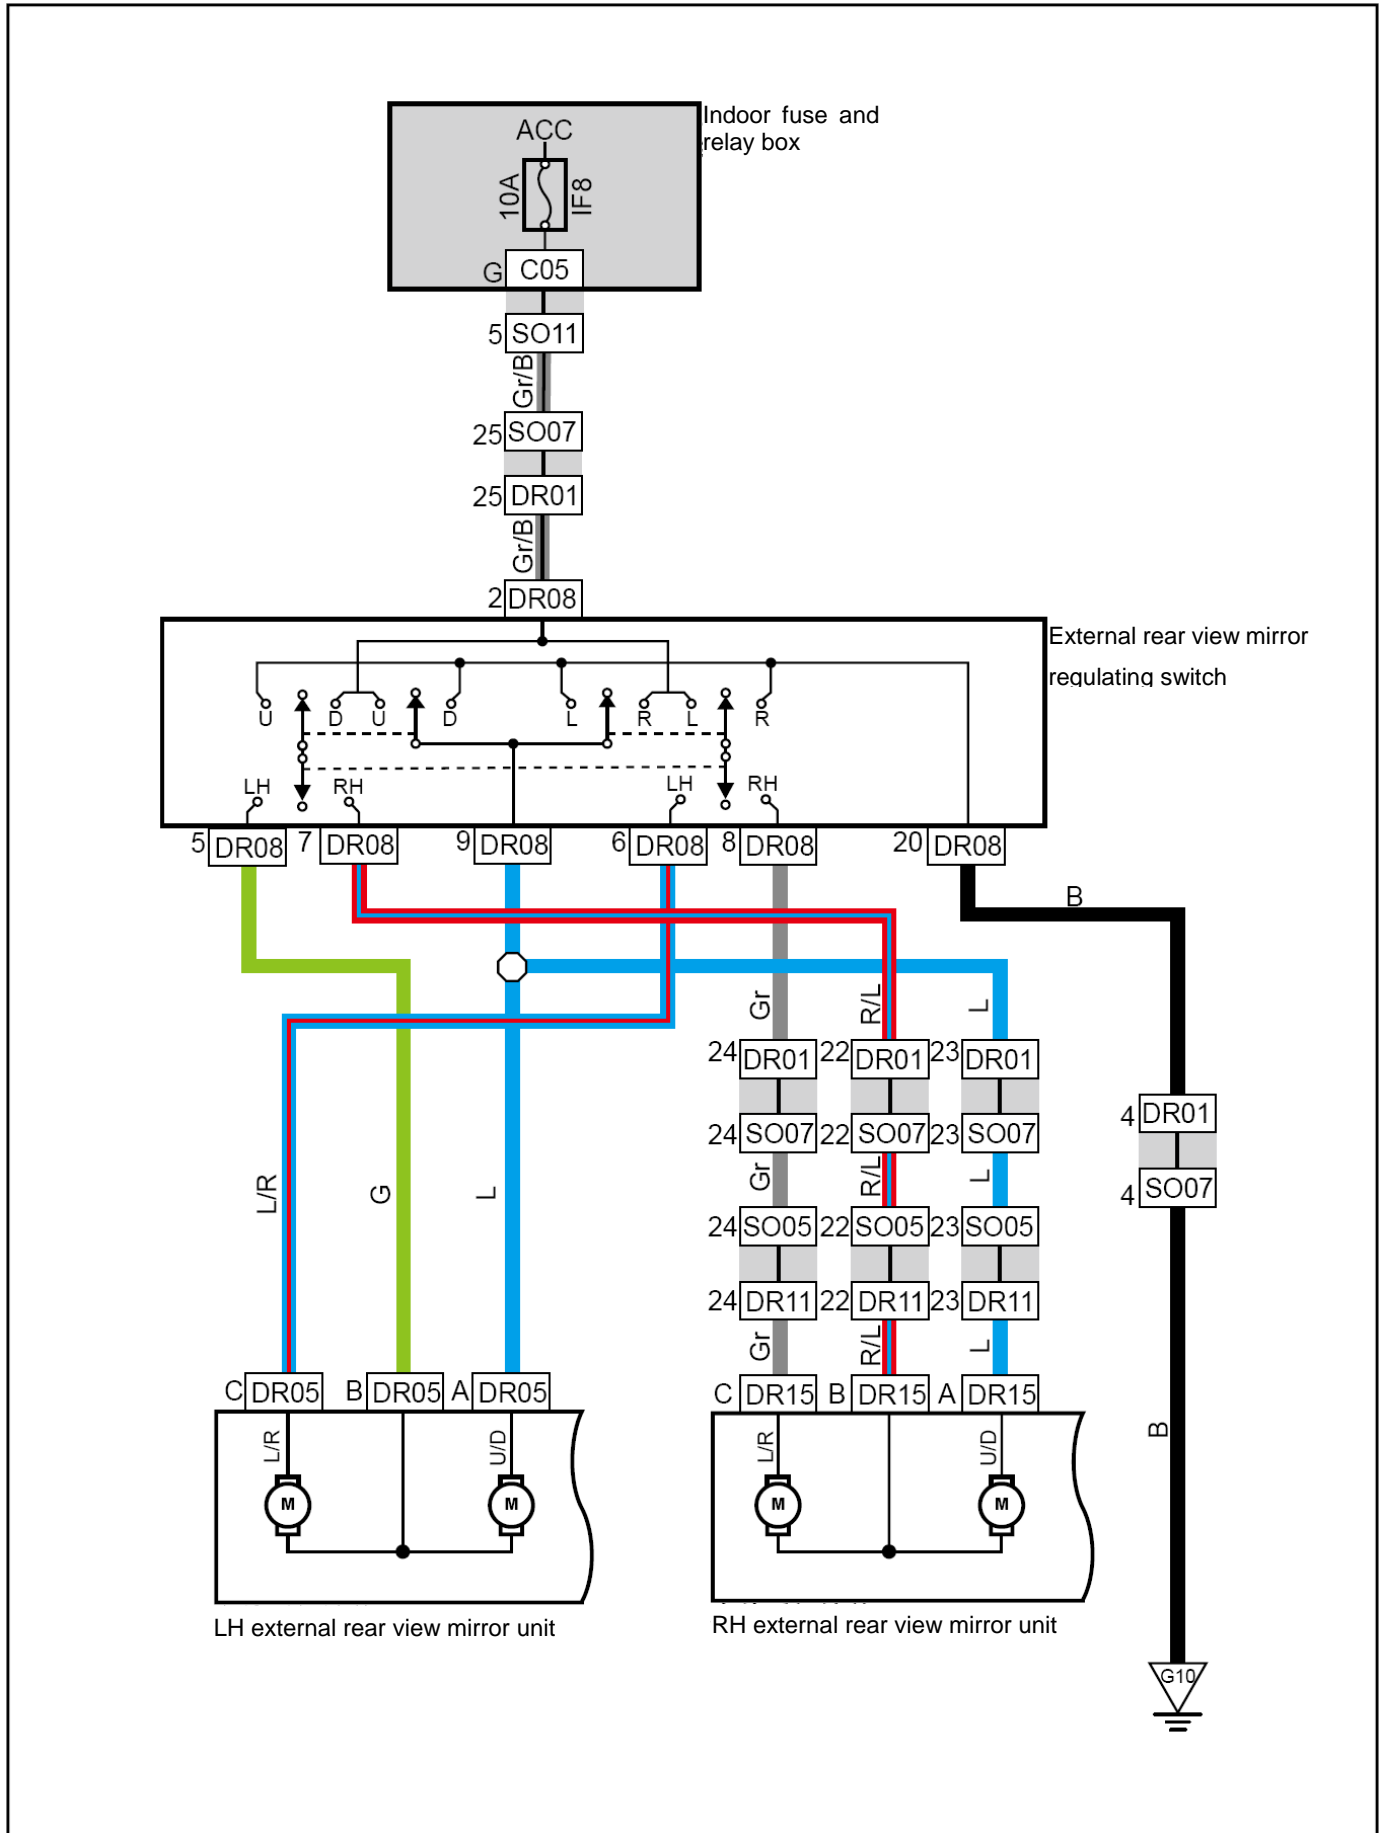 Indoor fuse and
relay box
ACC
10A
IF8
G C05
5 SO11
Gr/B
25 SO07
25 DR01
Gr/B
2 DR08
External rear view mirror
regulating switch
U D U D L R L R
LH RH LH RH
5 DR08 7 DR08 9 DR08 6 DR08 8 DR08 20 DR08
B
Gr R/L L
24 DR01 22 DR01 23 DR01
4 DR01
24 SO07 22 SO07 23 SO07
L/R G L Gr R/L L
4 SO07
24 SO05 22 SO05 23 SO05
24 DR11 22 DR11 23 DR11
Gr R/L L
C DR05 B DR05 A DR05 C DR15 B DR15 A DR15
B
L/R U/D L/R U/D
M M M M
LH external rear view mirror unit
RH external rear view mirror unit
G10